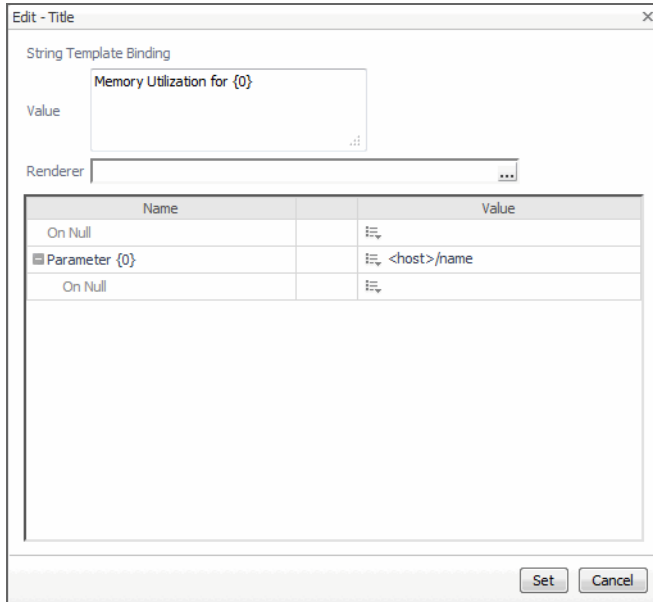 Edit - Title
String Template Binding
Memory Utilization for {0}
Value
Renderer
...
Name Value
On Null
Parameter {0} <host>/name
On Null
Set Cancel